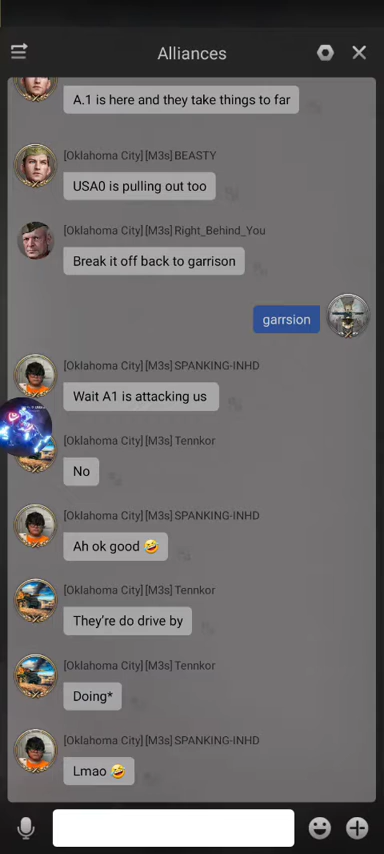 Alliances
A.1 is here and they take things to far
[Oklahoma City][M3s]BEASTY
USA0 is pulling out too
[Oklahoma City][M3s]Right_Behind_You
Break it off back to garrison
garrsion
[Oklahoma City][M3s]SPANKING-INHD
Wait A1 is attacking us
[Oklahoma City][M3s]Tennkor
No
[Oklahoma City][M3s]SPANKING-INHD
Ah ok good 🤣
[Oklahoma City][M3s]Tennkor
They're do drive by
[Oklahoma City][M3s]Tennkor
Doing*
[Oklahoma City][M3s]SPANKING-INHD
Lmao 🤣